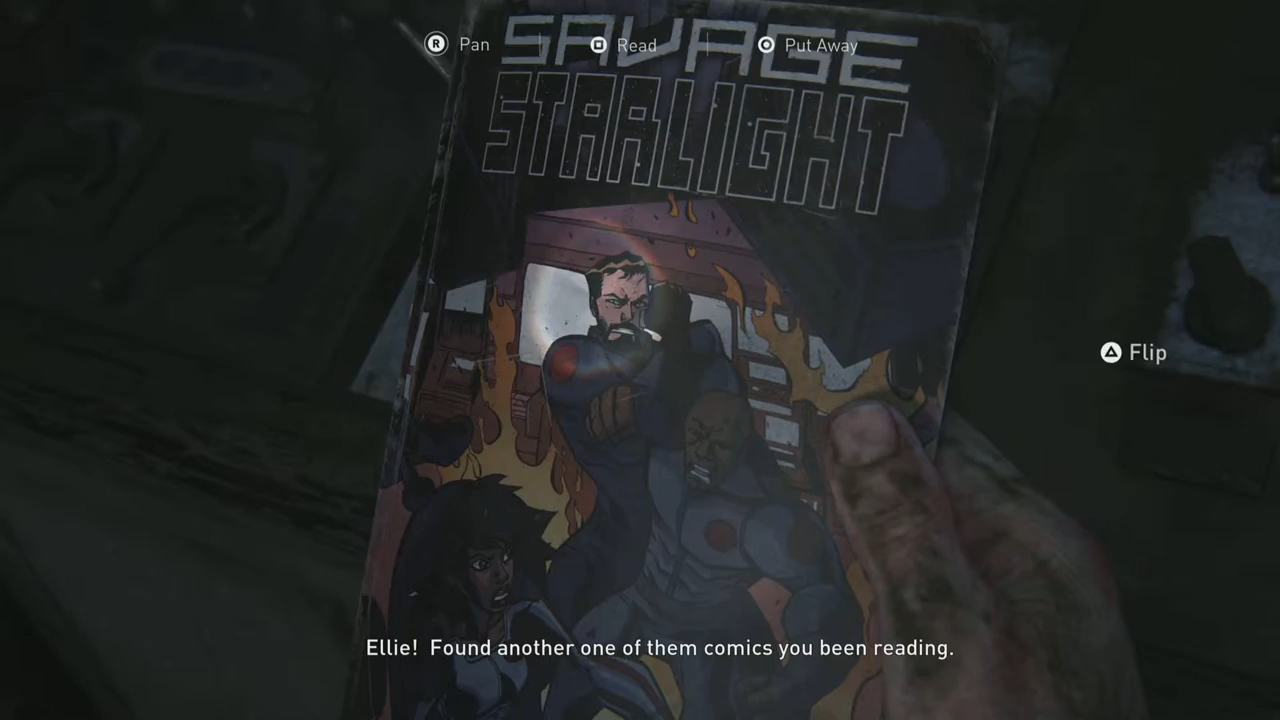 SAVAGE
STARLIGHT
R Pan Read Put Away
Flip
Ellie! Found another one of them comics you been reading.